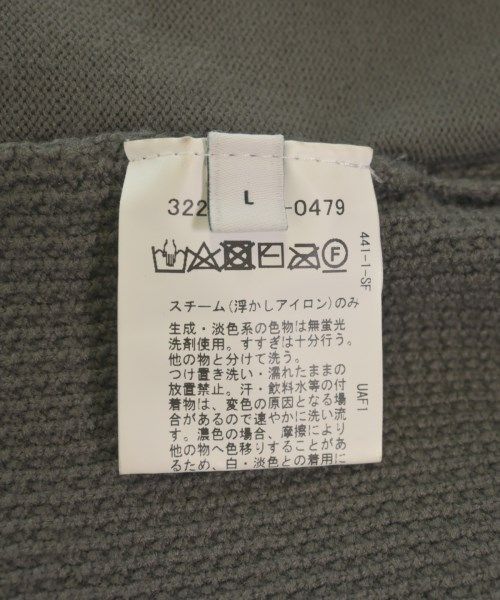 L
322 -0479
F
スチーム(浮かしアイロン)のみ
生成・淡色系の色物は無蛍光
洗剤使用。すすぎは十分行う。
他の物と分けて洗う。
つけ置き洗い・濡れたままの
放置禁止。汗・飲料水等の付
着物は、変色の原因となる場
合があるので速やかに洗い流
す。濃色の場合、摩擦により
他の物へ色移りすることがあ
るため、白・淡色との着用に
441-1-SF
UAF1